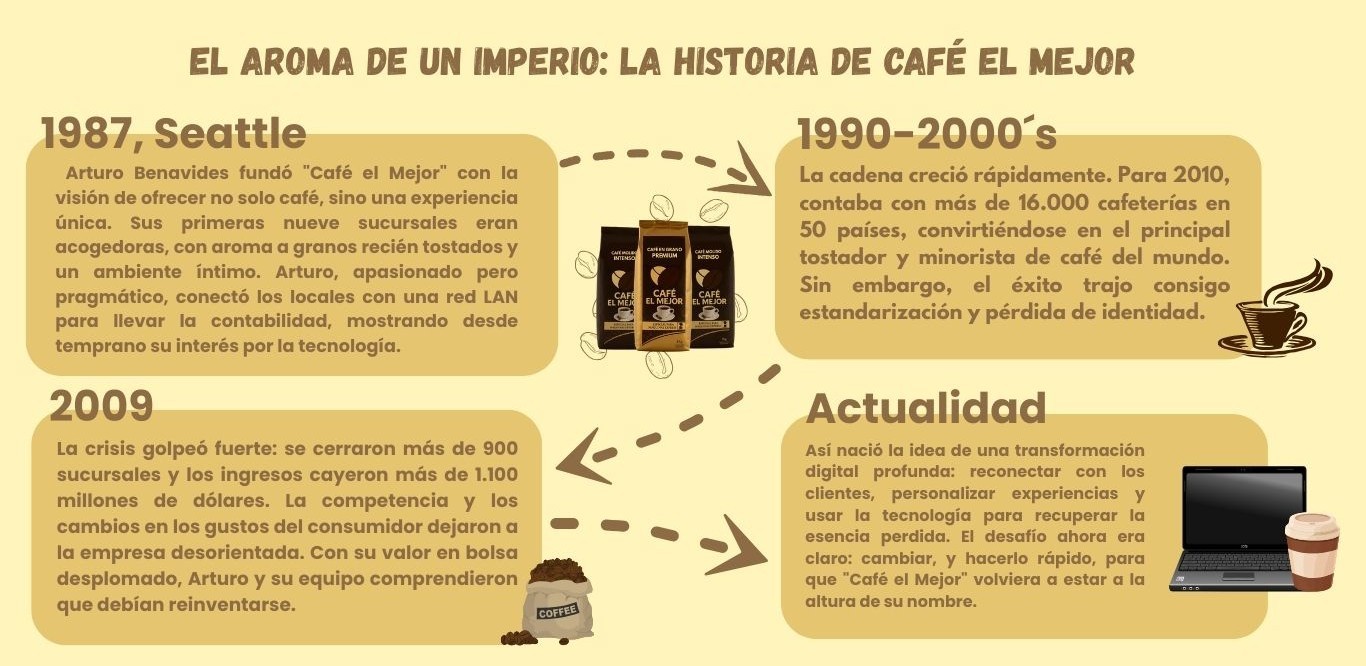 EL AROMA DE UN IMPERIO: LA HISTORIA DE CAFÉ EL MEJOR
1987, Seattle
Arturo Benavides fundó "Café el Mejor" con la
visión de ofrecer no solo café, sino una experiencia
única. Sus primeras nueve sucursales eran
acogedoras, con aroma a granos recién tostados y
un ambiente íntimo. Arturo, apasionado pero
pragmático, conectó los locales con una red LAN
para llevar la contabilidad, mostrando desde
temprano su interés por la tecnología.
CAFÉ MOLIDO
INTENSO
CAFÉ
EL MEJOR
CAFÉ EN GRANO
PREMIUM
CAFÉ
EL MEJOR
CAFÉ MOLIDO
INTENSO
CAFÉ
EL MEJOR
1990-2000´s
La cadena creció rápidamente. Para 2010,
contaba con más de 16.000 cafeterías en
50 países, convirtiéndose en el principal
tostador y minorista de café del mundo.
Sin embargo, el éxito trajo consigo
estandarización y pérdida de identidad.
2009
La crisis golpeó fuerte: se cerraron más de 900
sucursales y los ingresos cayeron más de 1.100
millones de dólares. La competencia y los
cambios en los gustos del consumidor dejaron a
la empresa desorientada. Con su valor en bolsa
desplomado, Arturo y su equipo comprendieron
que debían reinventarse.
COFFEE
Actualidad
Así nació la idea de una transformación
digital profunda: reconectar con los
clientes, personalizar experiencias y
usar la tecnología para recuperar la
esencia perdida. El desafío ahora era
claro: cambiar, y hacerlo rápido, para
que "Café el Mejor" volviera a estar a la
altura de su nombre.